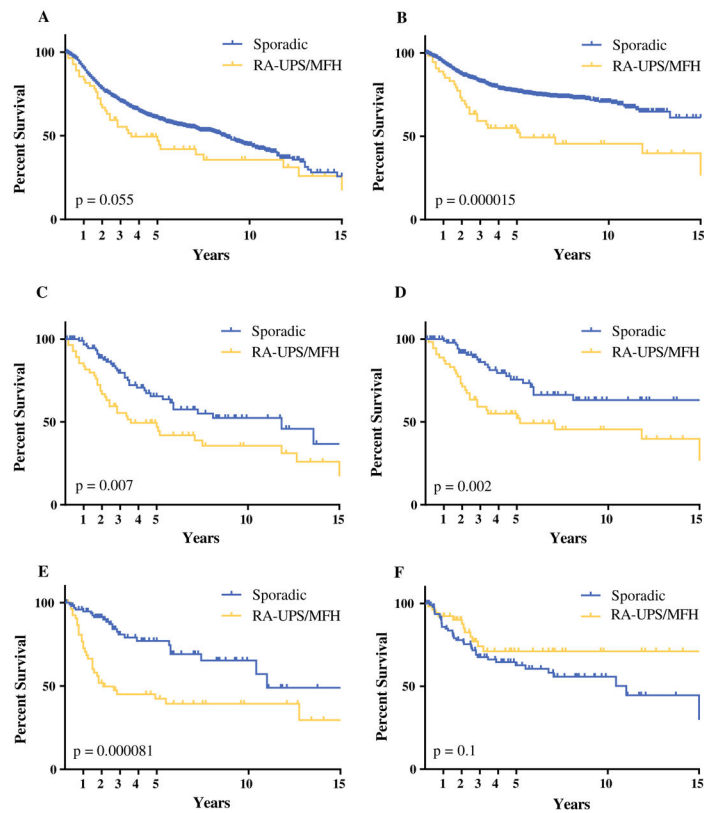 A
Percent Survival
100
50
0
Sporadic
RA-UPS/MFH
p = 0.055
1 2 3 4 5 10 15
Years
B
Percent Survival
100
50
0
Sporadic
RA-UPS/MFH
p = 0.000015
1 2 3 4 5 10 15
Years
C
Percent Survival
100
50
0
Sporadic
RA-UPS/MFH
p = 0.007
1 2 3 4 5 10 15
Years
D
Percent Survival
100
50
0
Sporadic
RA-UPS/MFH
p = 0.002
1 2 3 4 5 10 15
Years
E
Percent Survival
100
50
0
Sporadic
RA-UPS/MFH
p = 0.000081
1 2 3 4 5 10 15
Years
F
Percent Survival
100
50
0
Sporadic
RA-UPS/MFH
p = 0.1
1 2 3 4 5 10 15
Years